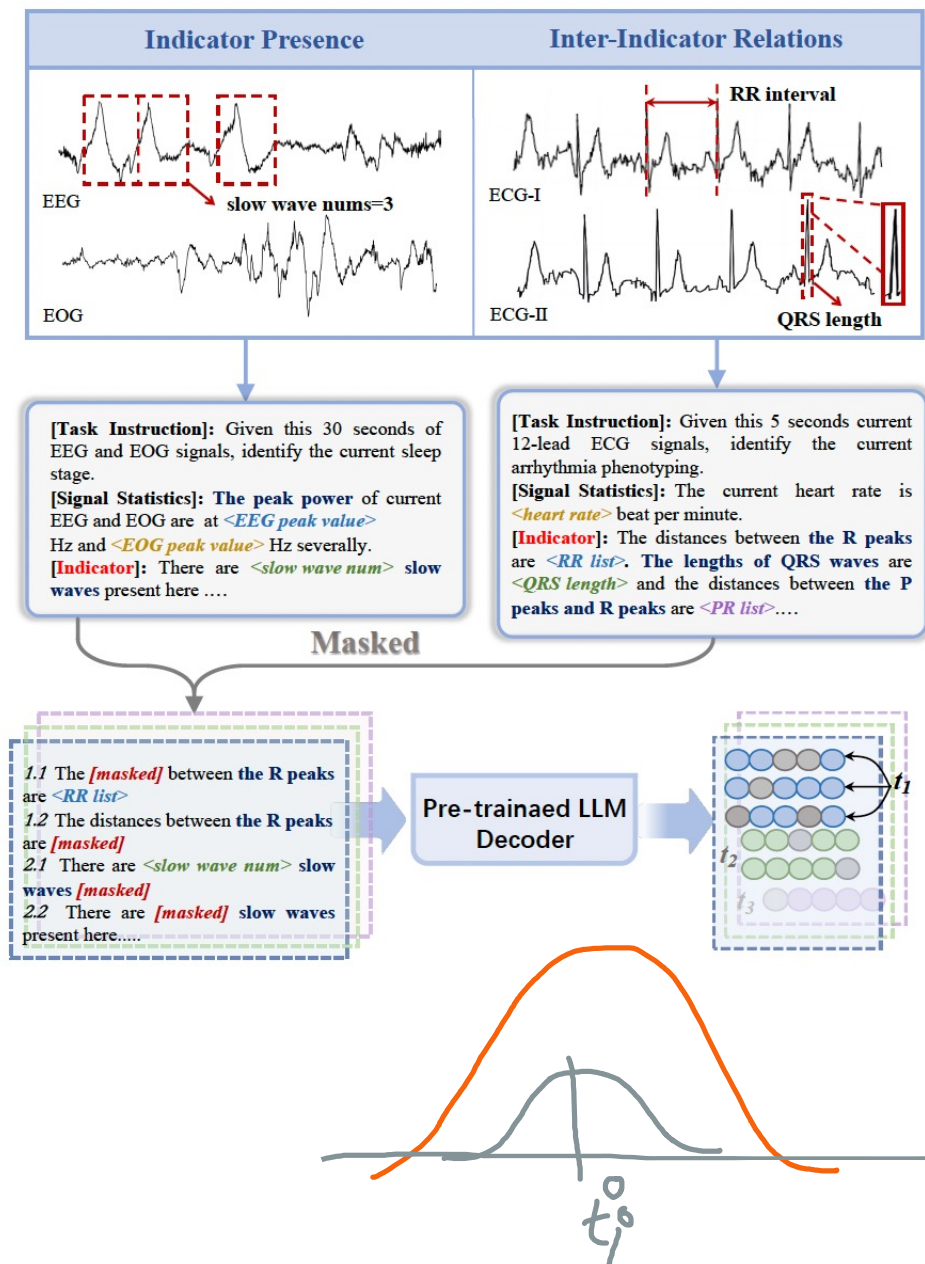 Indicator Presence
Inter-Indicator Relations
EEG
slow wave nums=3
EOG
RR interval
ECG-I
ECG-II
QRS length
[Task Instruction]: Given this 30 seconds of
EEG and EOG signals, identify the current sleep
stage.
[Signal Statistics]: The peak power of current
EEG and EOG are at <EEG peak value>
Hz and <EOG peak value> Hz severally.
[Indicator]: There are <slow wave num> slow
waves present here ….
[Task Instruction]: Given this 5 seconds current
12-lead ECG signals, identify the current
arrhythmia phenotyping.
[Signal Statistics]: The current heart rate is
<heart rate> beat per minute.
[Indicator]: The distances between the R peaks
are <RR list>. The lengths of QRS waves are
<QRS length> and the distances between the P
peaks and R peaks are <PR list>….
Masked
1.1 The [masked] between the R peaks
are <RR list>
1.2 The distances between the R peaks
are [masked]
2.1 There are <slow wave num> slow
waves [masked]
2.2 There are [masked] slow waves
present here.....
Pre-trainaed LLM
Decoder
t1
t2
t3